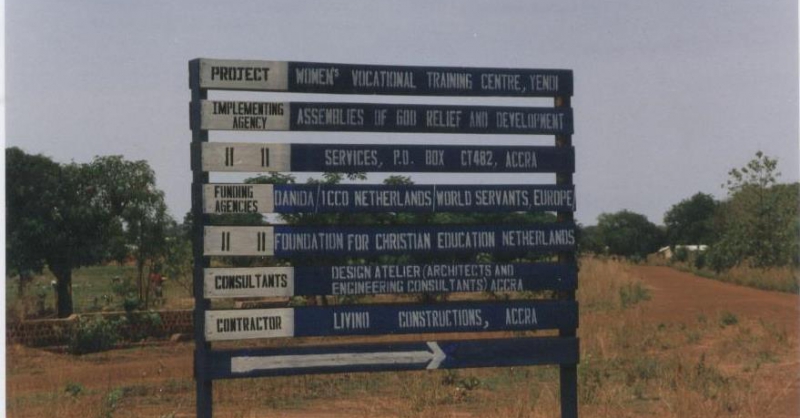 PROJECT WOMEN'S VOCATIONAL TRAINING CENTRE, YENDI
IMPLEMENTING AGENCY ASSEMBLIES OF GOD RELIEF AND DEVELOPMENT
" " SERVICES, P.O. BOX CT482, ACCRA
FUNDING AGENCIES DANIDA/ICCO NETHERLANDS/WORLD SERVANTS, EUROPE
" " FOUNDATION FOR CHRISTIAN EDUCATION NETHERLANDS
CONSULTANTS DESIGN ATELIER (ARCHITECTS AND
ENGINEERING CONSULTANTS) ACCRA
CONTRACTOR LIVINO CONSTRUCTIONS, ACCRA